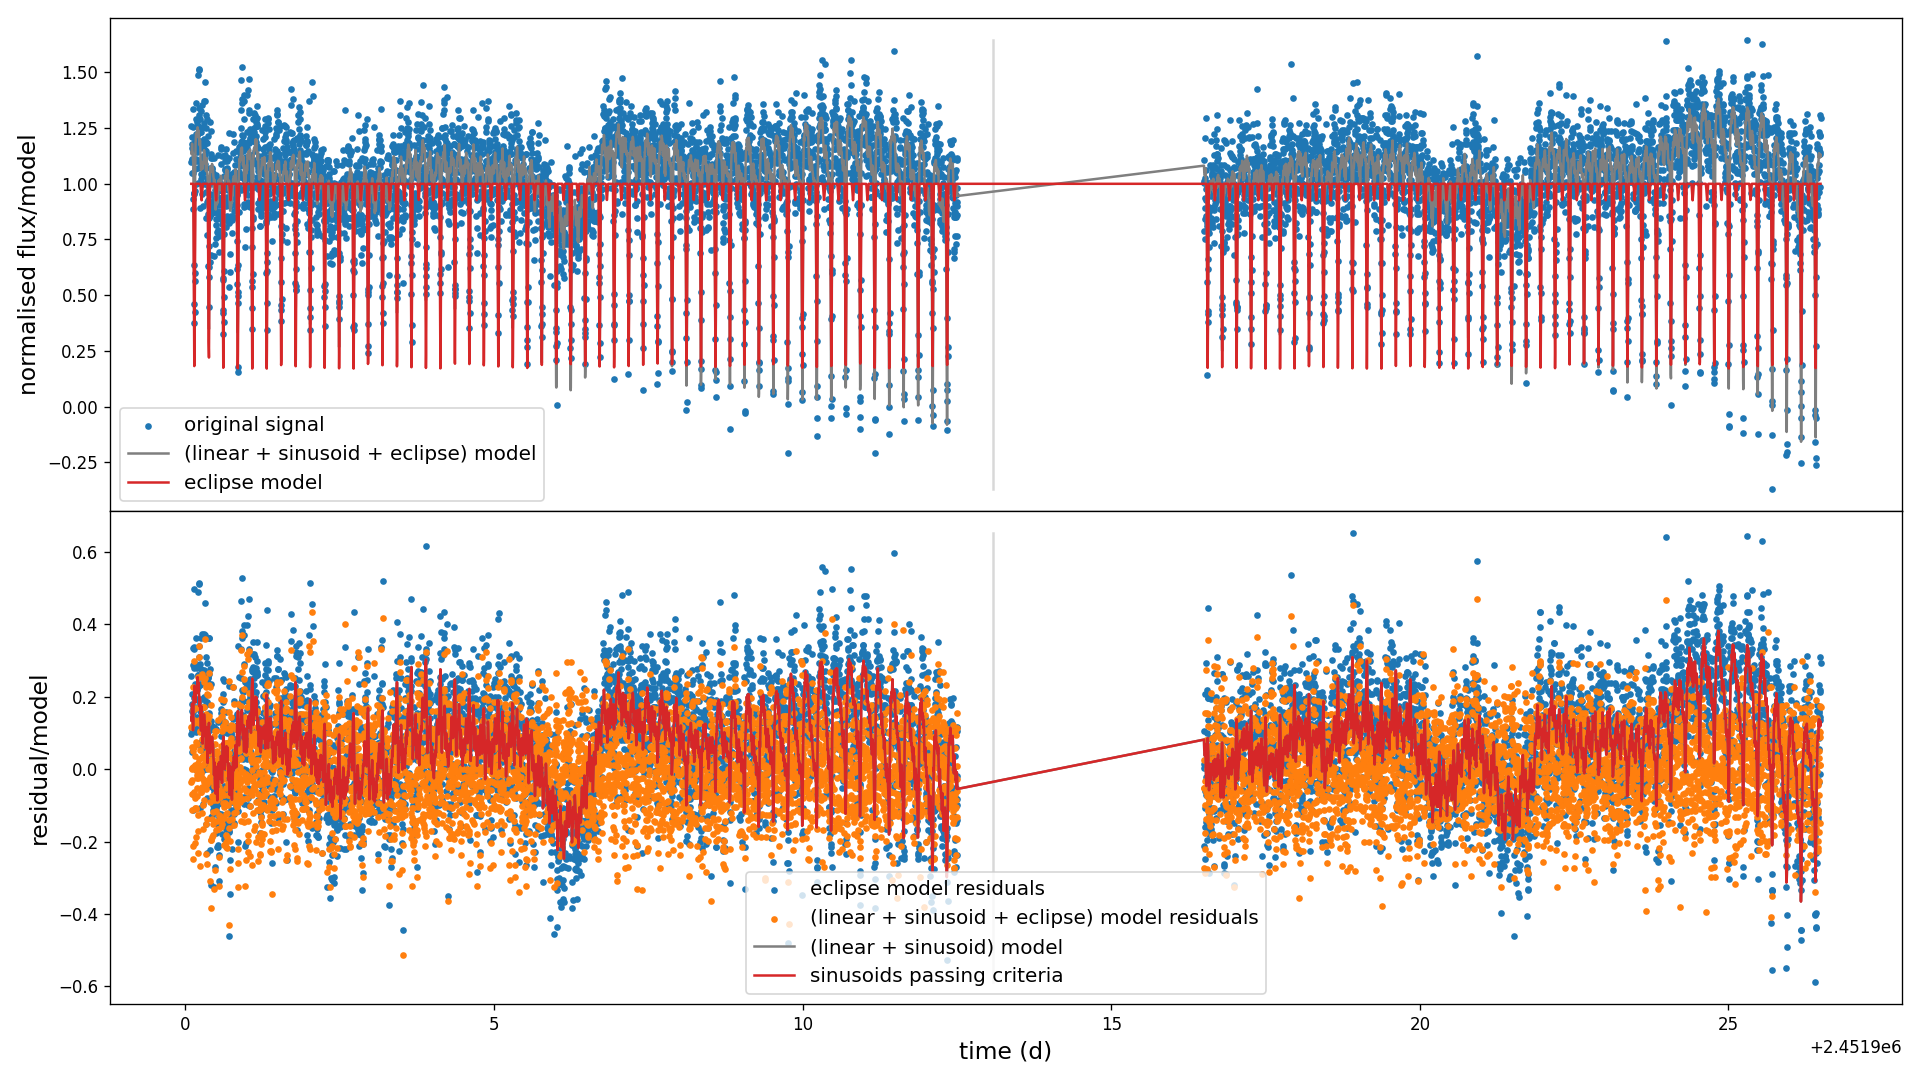 normalised flux/model
1.50
1.25
1.00
0.75
0.50
0.25
0.00
−0.25
original signal
(linear + sinusoid + eclipse) model
eclipse model
residual/model
0.6
0.4
0.2
0.0
−0.2
−0.4
−0.6
eclipse model residuals
(linear + sinusoid + eclipse) model residuals
(linear + sinusoid) model
sinusoids passing criteria
0 5 10 15 20 25
time (d)
+2.4519e6